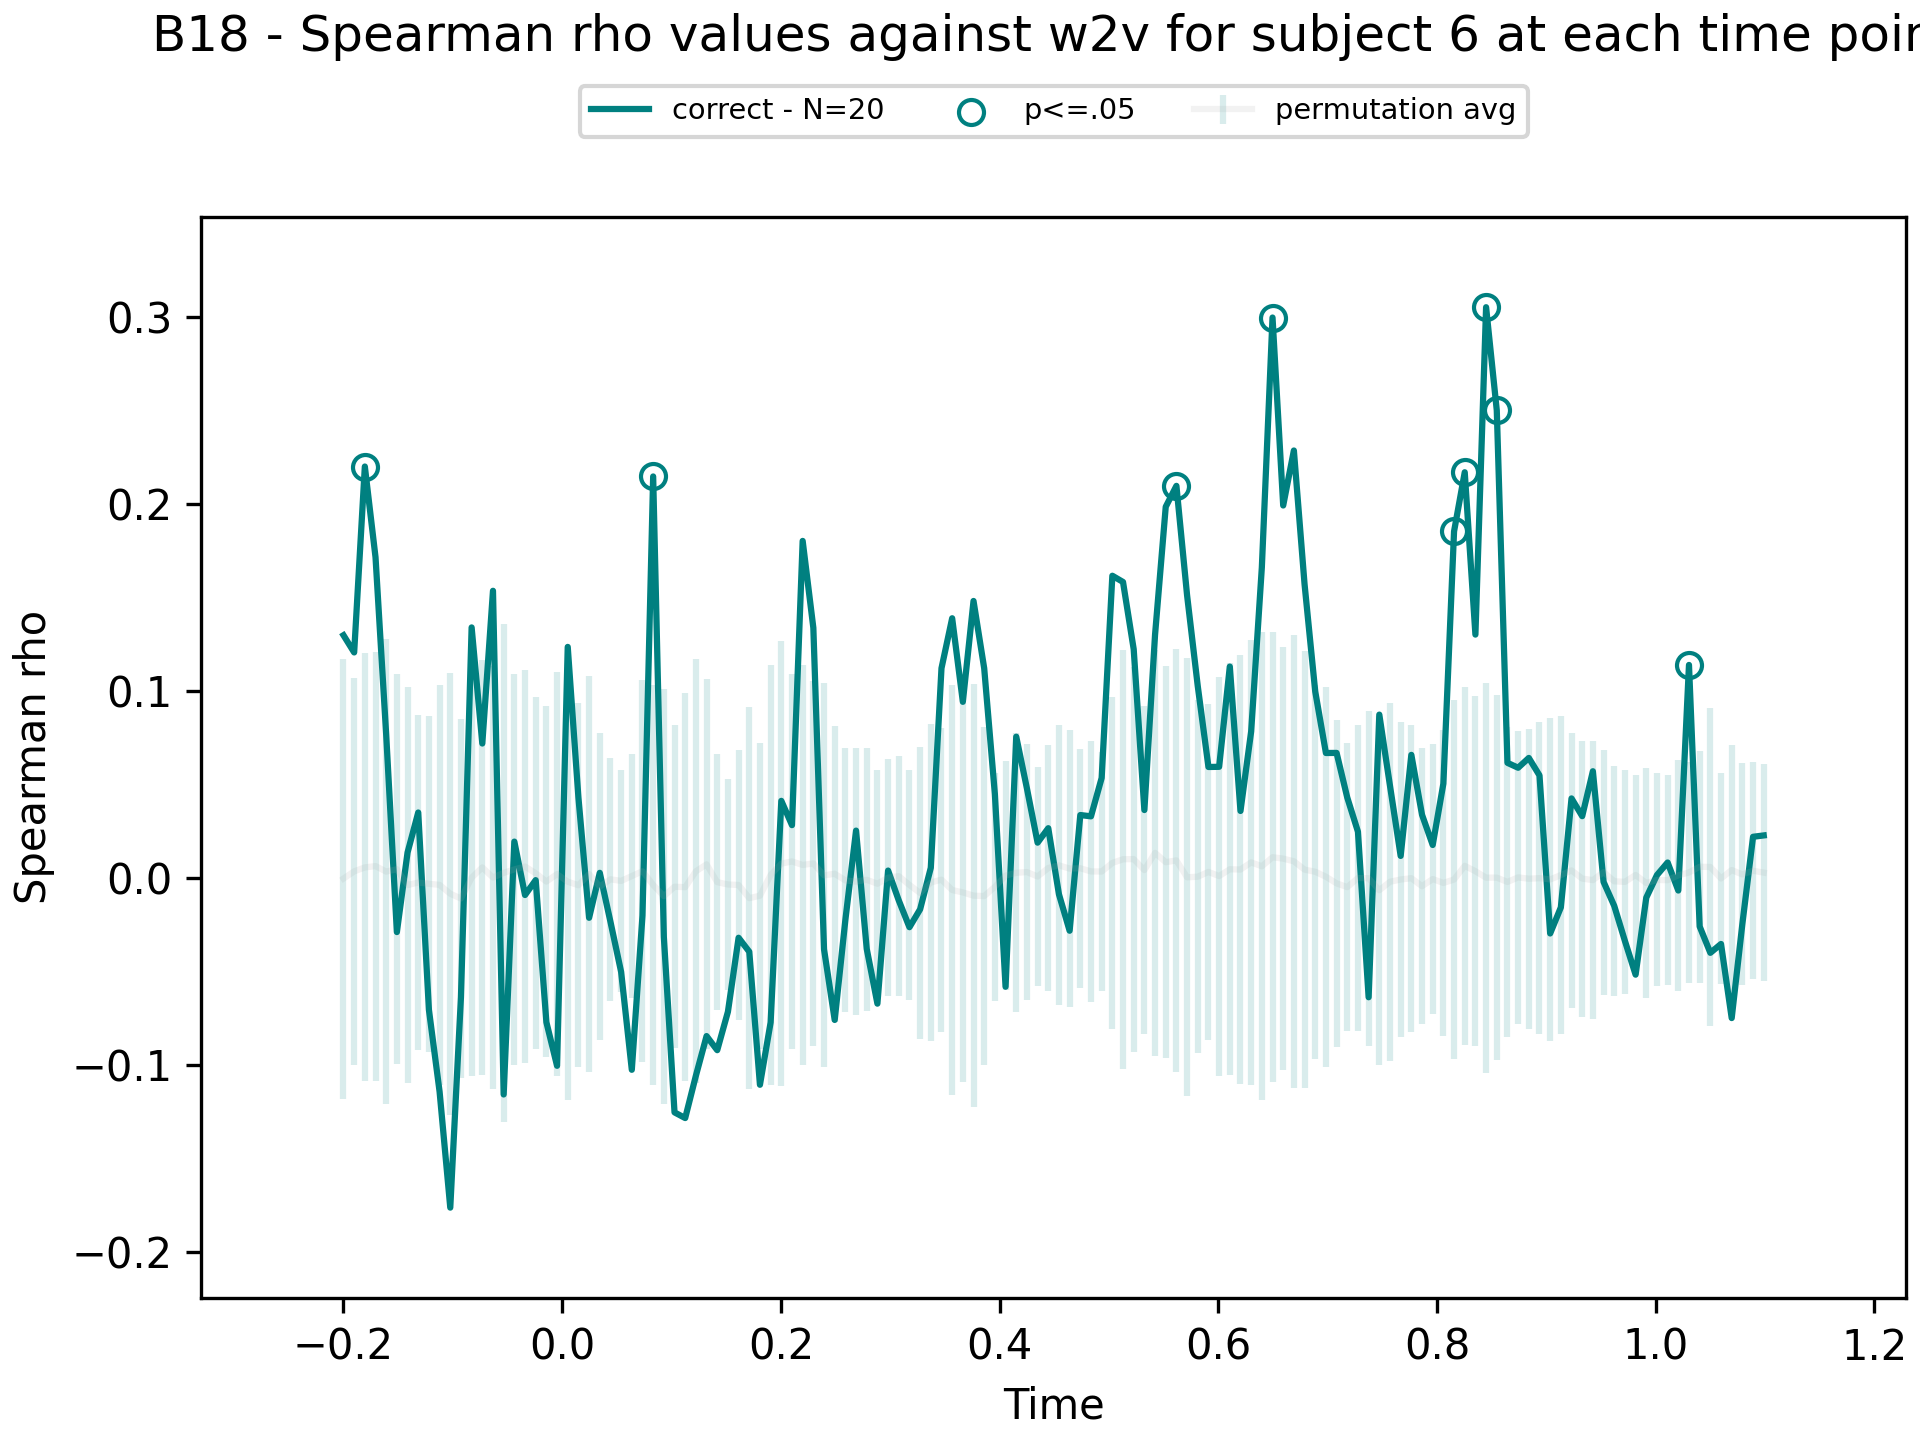 B18 - Spearman rho values against w2v for subject 6 at each time poin
correct - N=20 p<=.05 permutation avg
Spearman rho
0.3
0.2
0.1
0.0
−0.1
−0.2
−0.2 0.0 0.2 0.4 0.6 0.8 1.0 1.2
Time